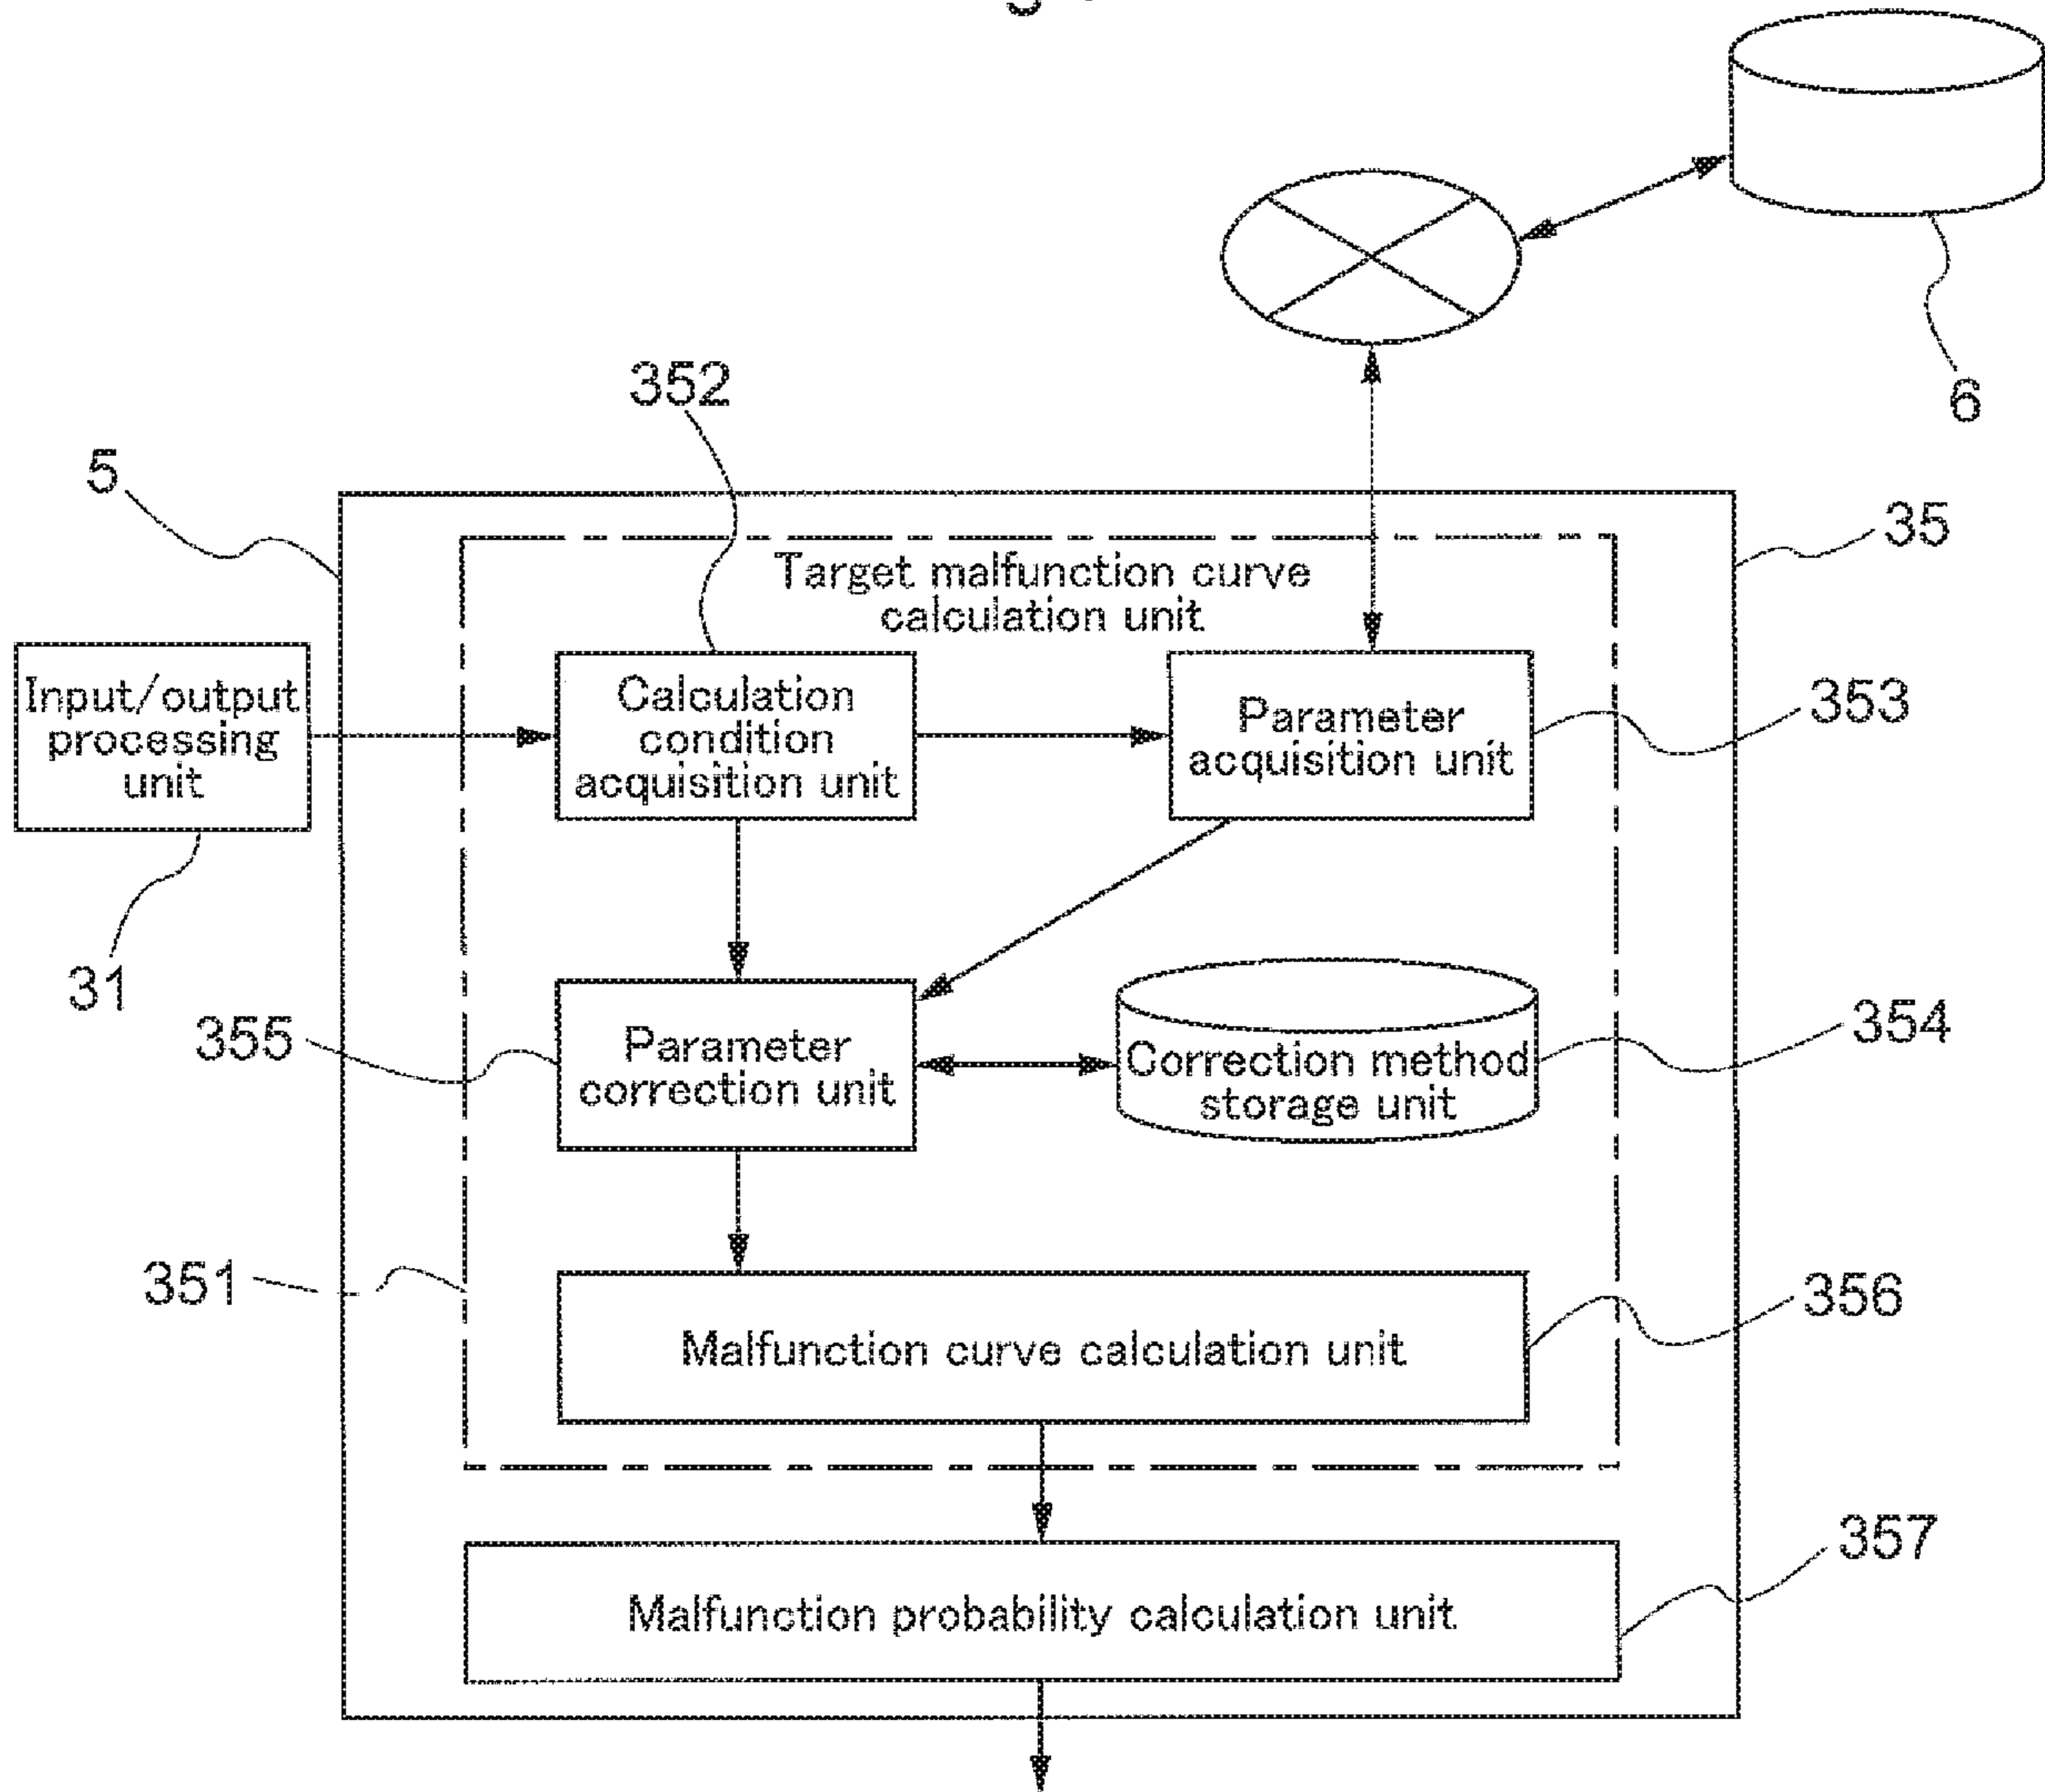 6
352
5
35
Target malfunction curve
calculation unit
Input/output
processing
unit
Calculation
condition
acquisition unit
Parameter
acquisition unit
353
31
355
Parameter
correction unit
Correction method
storage unit
354
351
Malfunction curve calculation unit
356
Malfunction probability calculation unit
357